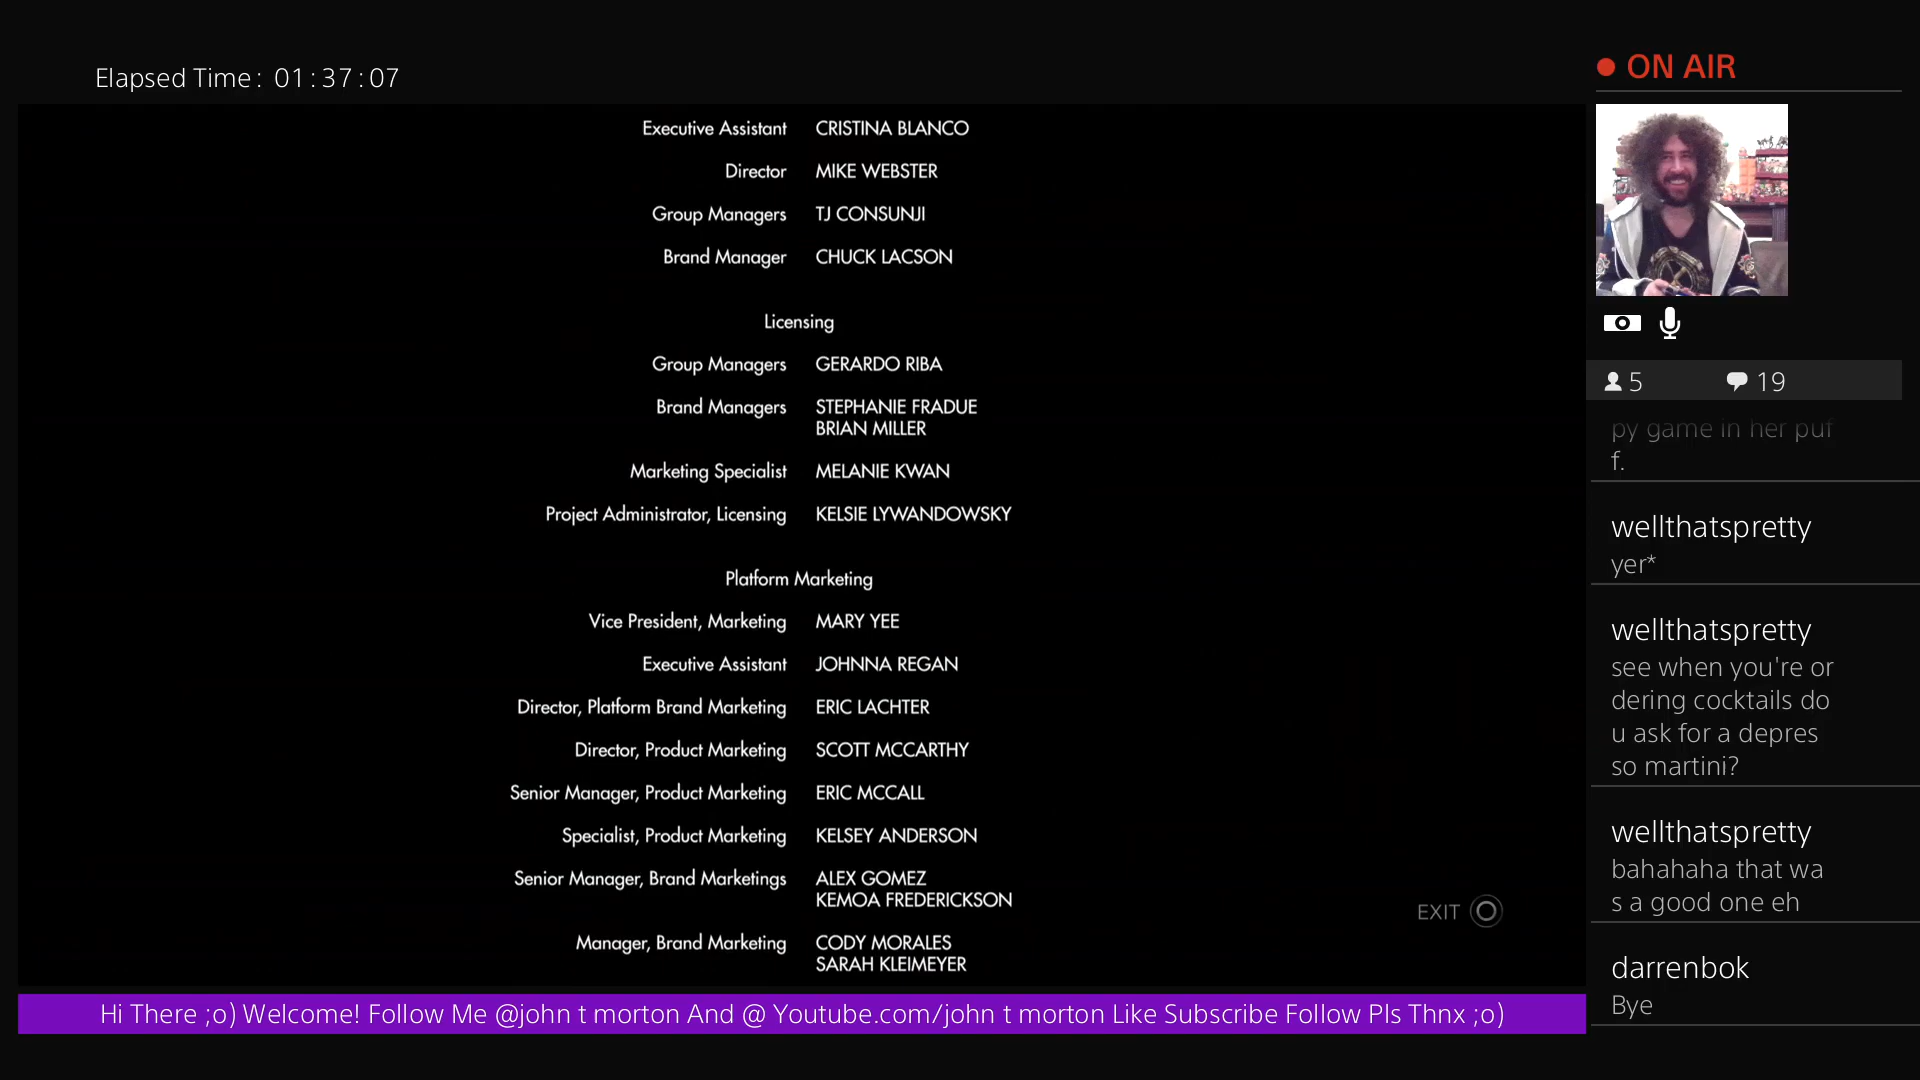 Elapsed Time: 01:37:07
Executive Assistant CRISTINA BLANCO
Director MIKE WEBSTER
Group Managers TJ CONSUNJI
Brand Manager CHUCK LACSON
Licensing
Group Managers GERARDO RIBA
Brand Managers STEPHANIE FRADUE
BRIAN MILLER
Marketing Specialist MELANIE KWAN
Project Administrator, Licensing KELSIE LYWANDOWSKY
Platform Marketing
Vice President, Marketing MARY YEE
Executive Assistant JOHNNA REGAN
Director, Platform Brand Marketing ERIC LACHTER
Director, Product Marketing SCOTT MCCARTHY
Senior Manager, Product Marketing ERIC MCCALL
Specialist, Product Marketing KELSEY ANDERSON
Senior Manager, Brand Marketings ALEX GOMEZ
KEMOA FREDERICKSON
Manager, Brand Marketing CODY MORALES
SARAH KLEIMEYER
EXIT
Hi There ;o) Welcome! Follow Me @john t morton And @ Youtube.com/john t morton Like Subscribe Follow Pls Thnx ;o)
ON AIR
5 19
py game in her puf
f.
wellthatspretty
yer*
wellthatspretty
see when you're or
dering cocktails do
u ask for a depres
so martini?
wellthatspretty
bahahaha that wa
s a good one eh
darrenbok
Bye